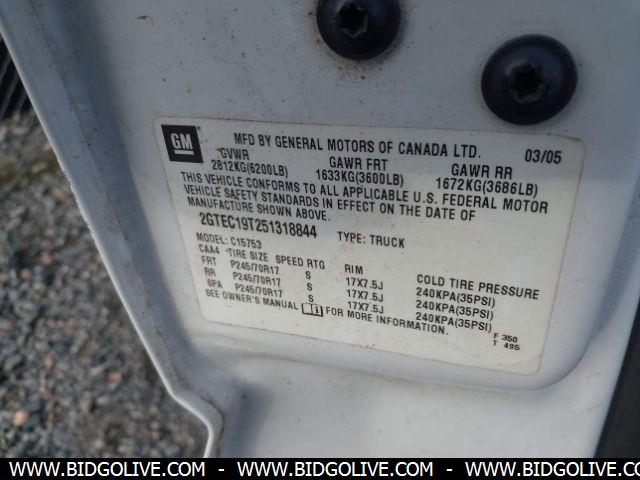 GM MFD BY GENERAL MOTORS OF CANADA LTD. 03/05
GVWR GAWR FRT GAWR RR
2812KG(6200LB) 1633KG(3600LB) 1672KG(3686LB)
THIS VEHICLE CONFORMS TO ALL APPLICABLE U.S. FEDERAL MOTOR
VEHICLE SAFETY STANDARDS IN EFFECT ON THE DATE OF
MANUFACTURE SHOWN ABOVE.
2GTEC19T251318844 TYPE: TRUCK
MODEL: C15753
CAA4 TIRE SIZE SPEED RTG RIM COLD TIRE PRESSURE
FRT P245/70R17 S 17X7.5J 240KPA(35PSI)
RR P245/70R17 S 17X7.5J 240KPA(35PSI)
SPA P245/70R17 S 17X7.5J 240KPA(35PSI)
SEE OWNER'S MANUAL FOR MORE INFORMATION.
F 350
T 495
WWW.BIDGOLIVE.COM - WWW.BIDGOLIVE.COM - WWW.BIDGOLIVE.COM